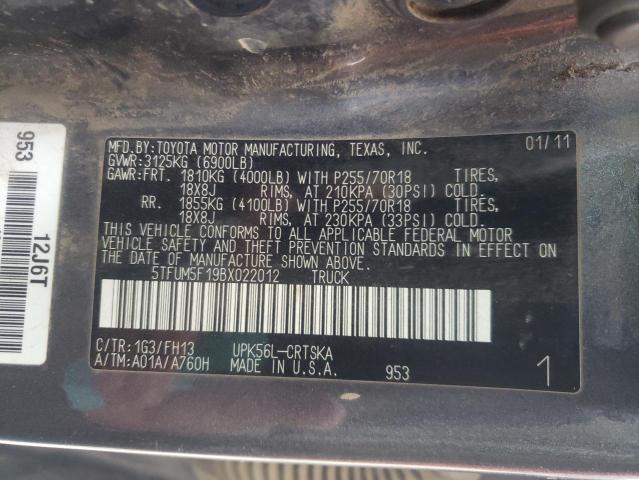 MFD.BY:TOYOTA MOTOR MANUFACTURING, TEXAS, INC. 01/11
GVWR:3125KG (6900LB)
GAWR:FRT. 1810KG (4000LB) WITH P255/70R18 TIRES,
18X8J RIMS, AT 210KPA (30PSI) COLD.
RR. 1855KG (4100LB) WITH P255/70R18 TIRES,
18X8J RIMS, AT 230KPA (33PSI) COLD.
THIS VEHICLE CONFORMS TO ALL APPLICABLE FEDERAL MOTOR
VEHICLE SAFETY AND THEFT PREVENTION STANDARDS IN EFFECT ON
THE DATE OF MANUFACTURE SHOWN ABOVE.
5TFUM5F19BX022012 TRUCK
C/TR:1G3/FH13 UPK56L-CRTSKA
A/TM:A01A/A760H MADE IN U.S.A. 953 1
953
12J6T